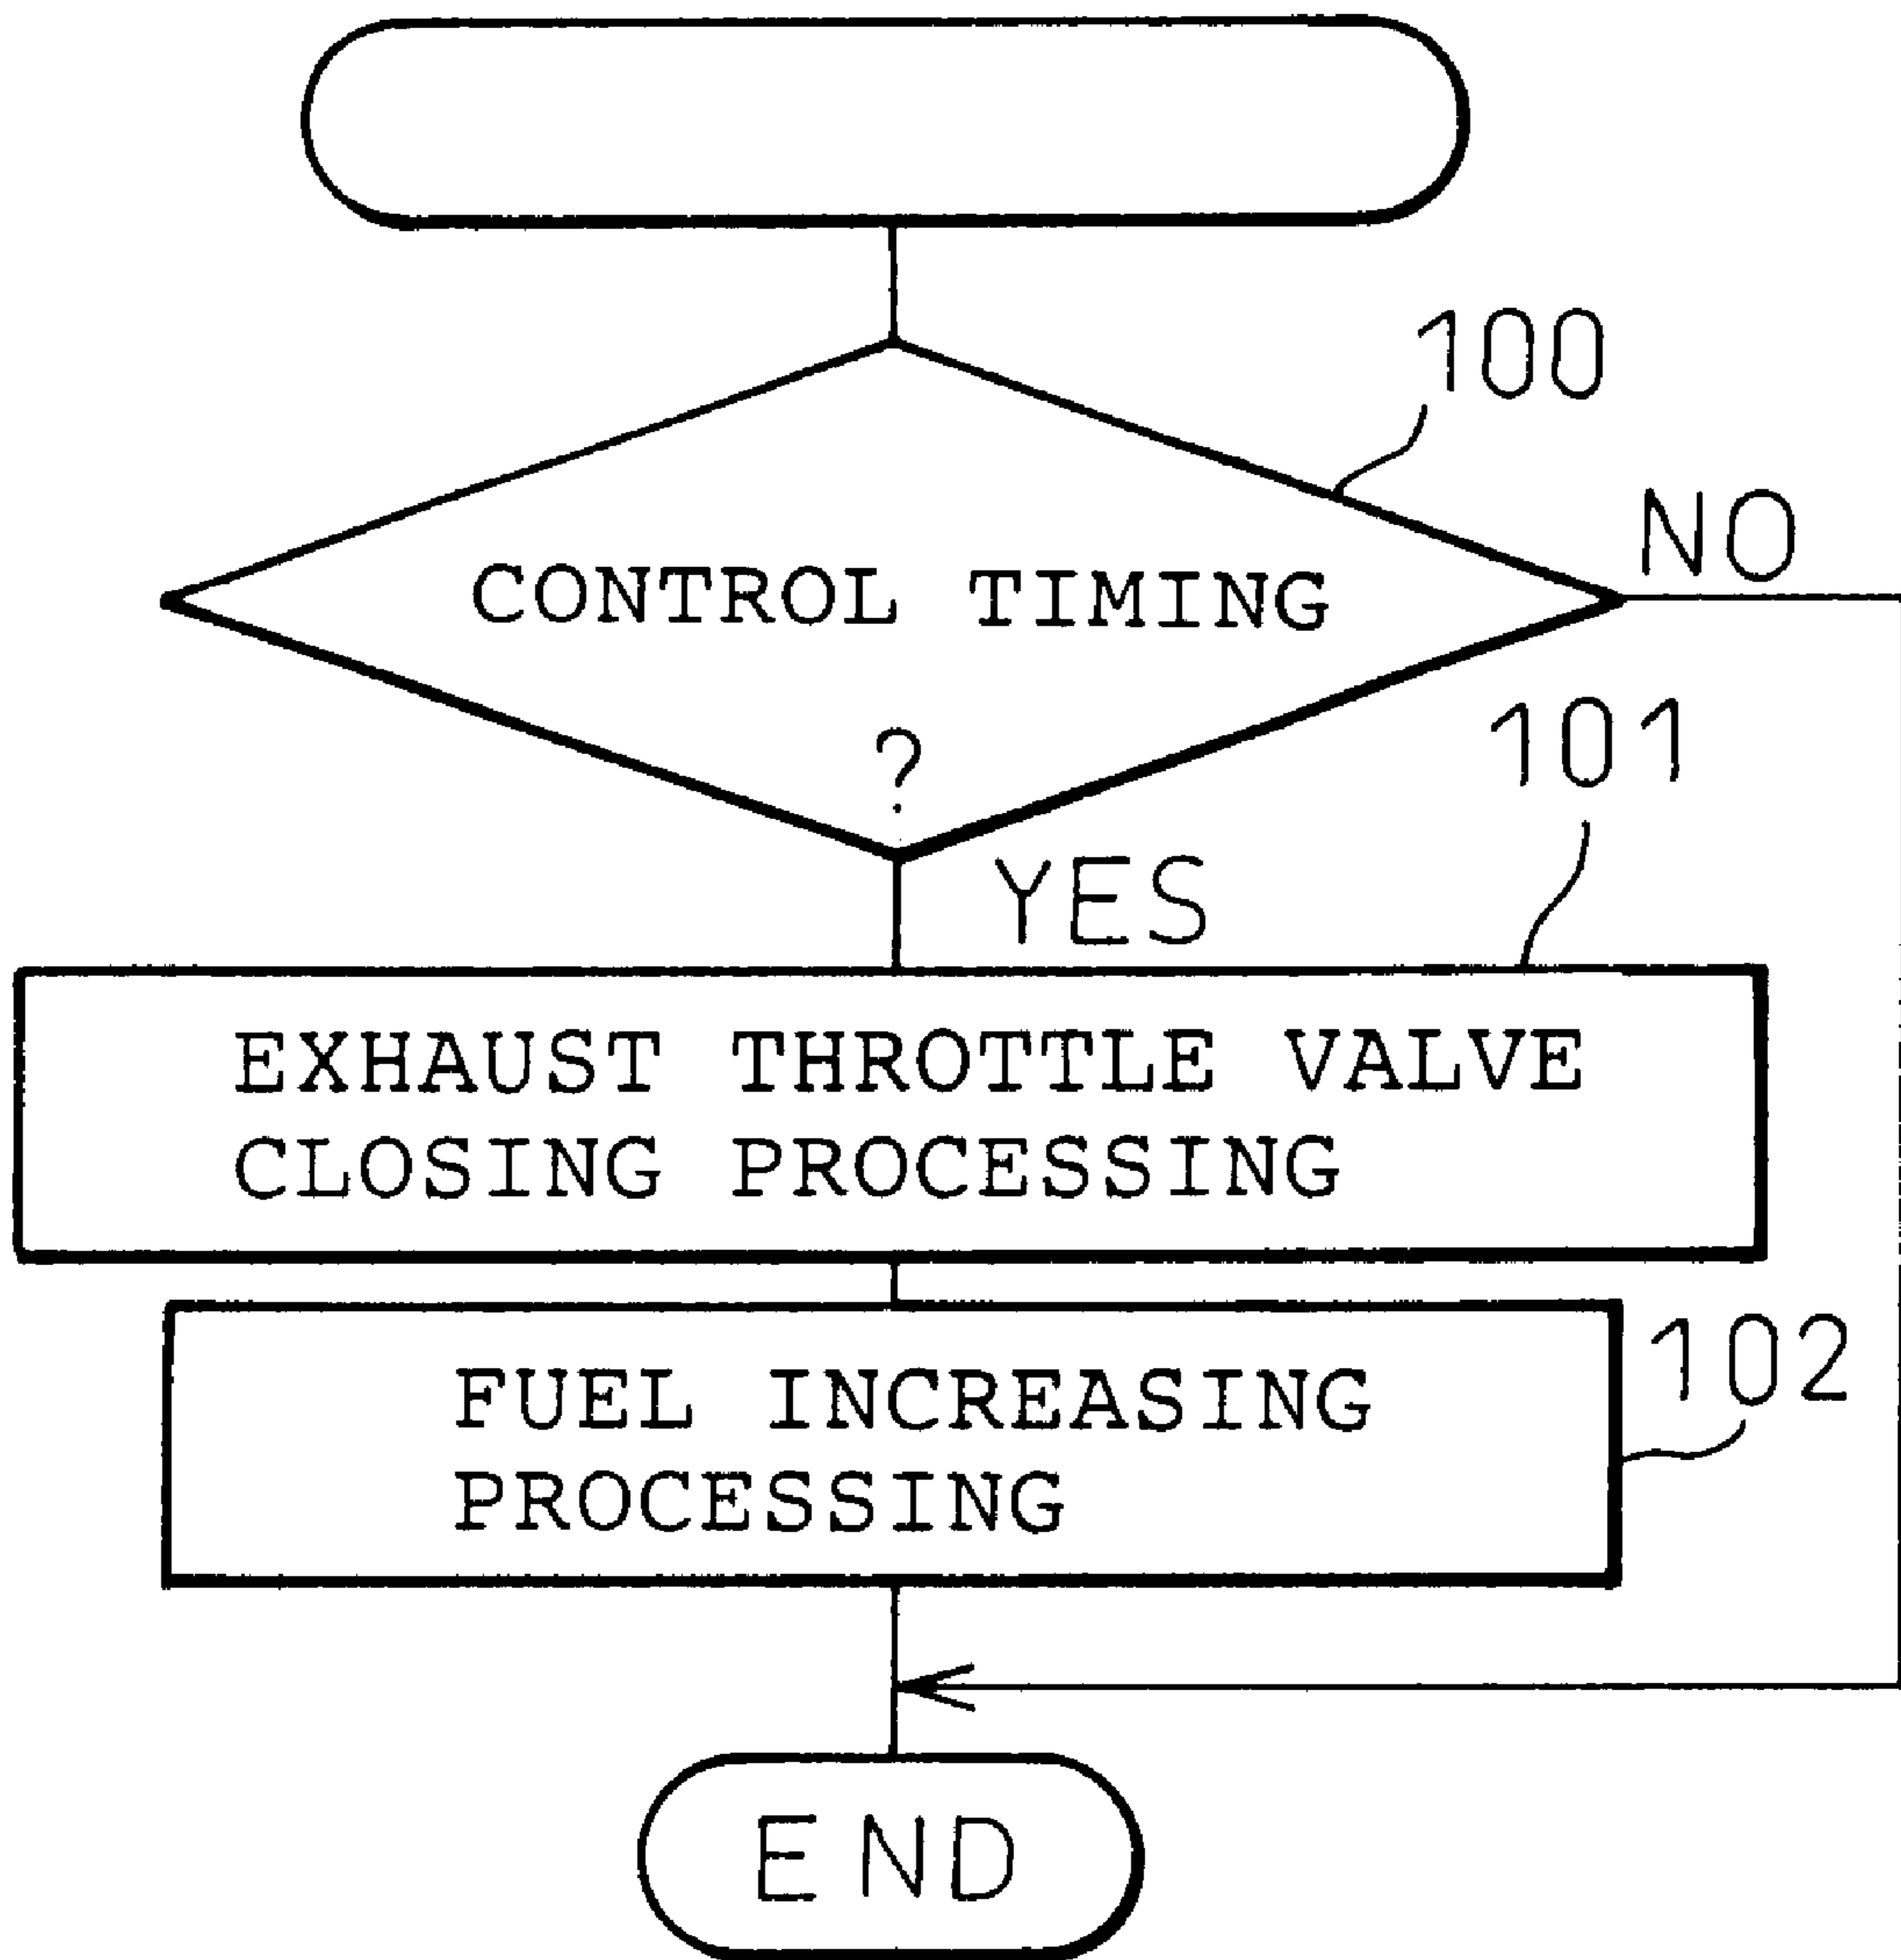 100
NO
CONTROL TIMING
?
YES
101
EXHAUST THROTTLE VALVE
CLOSING PROCESSING
102
FUEL INCREASING
PROCESSING
END